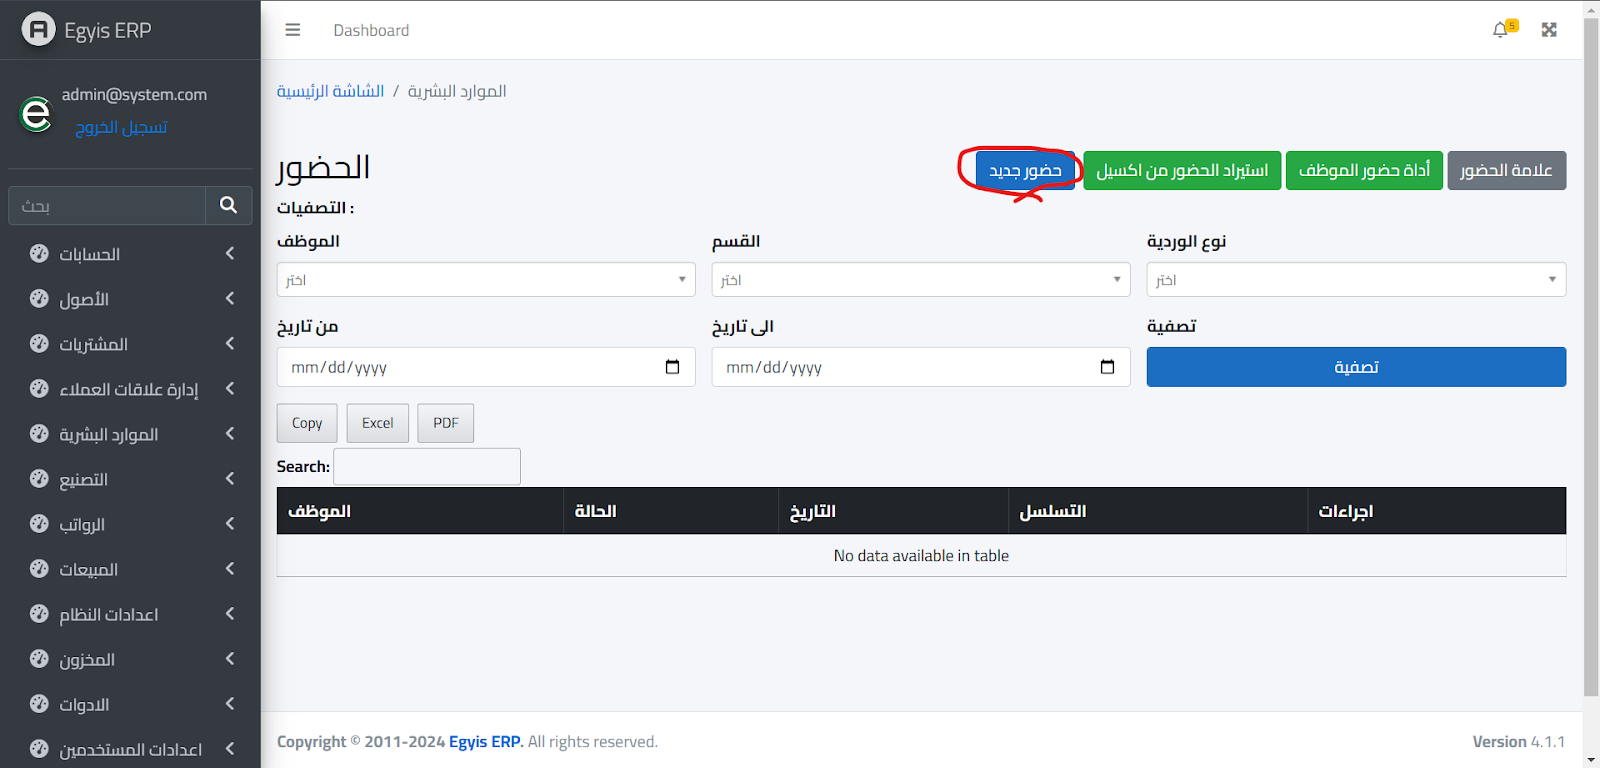 Egyis ERP
admin@system.com
تسجيل الخروج
بحث
الحسابات
الأصول
المشتريات
إدارة علاقات العملاء
الموارد البشرية
التصنيع
الرواتب
المبيعات
اعدادات النظام
المخزون
الادوات
اعدادات المستخدمين
Dashboard
5
الشاشة الرئيسية / الموارد البشرية
الحضور
حضور جديد
استيراد الحضور من اكسيل
أداة حضور الموظف
علامة الحضور
التصفيات :
الموظف
القسم
نوع الوردية
اختر
اختر
اختر
من تاريخ
الى تاريخ
تصفية
mm/dd/yyyy
mm/dd/yyyy
تصفية
Copy
Excel
PDF
Search:
الموظف
الحالة
التاريخ
التسلسل
اجراءات
No data available in table
Copyright © 2011-2024 Egyis ERP. All rights reserved.
Version 4.1.1